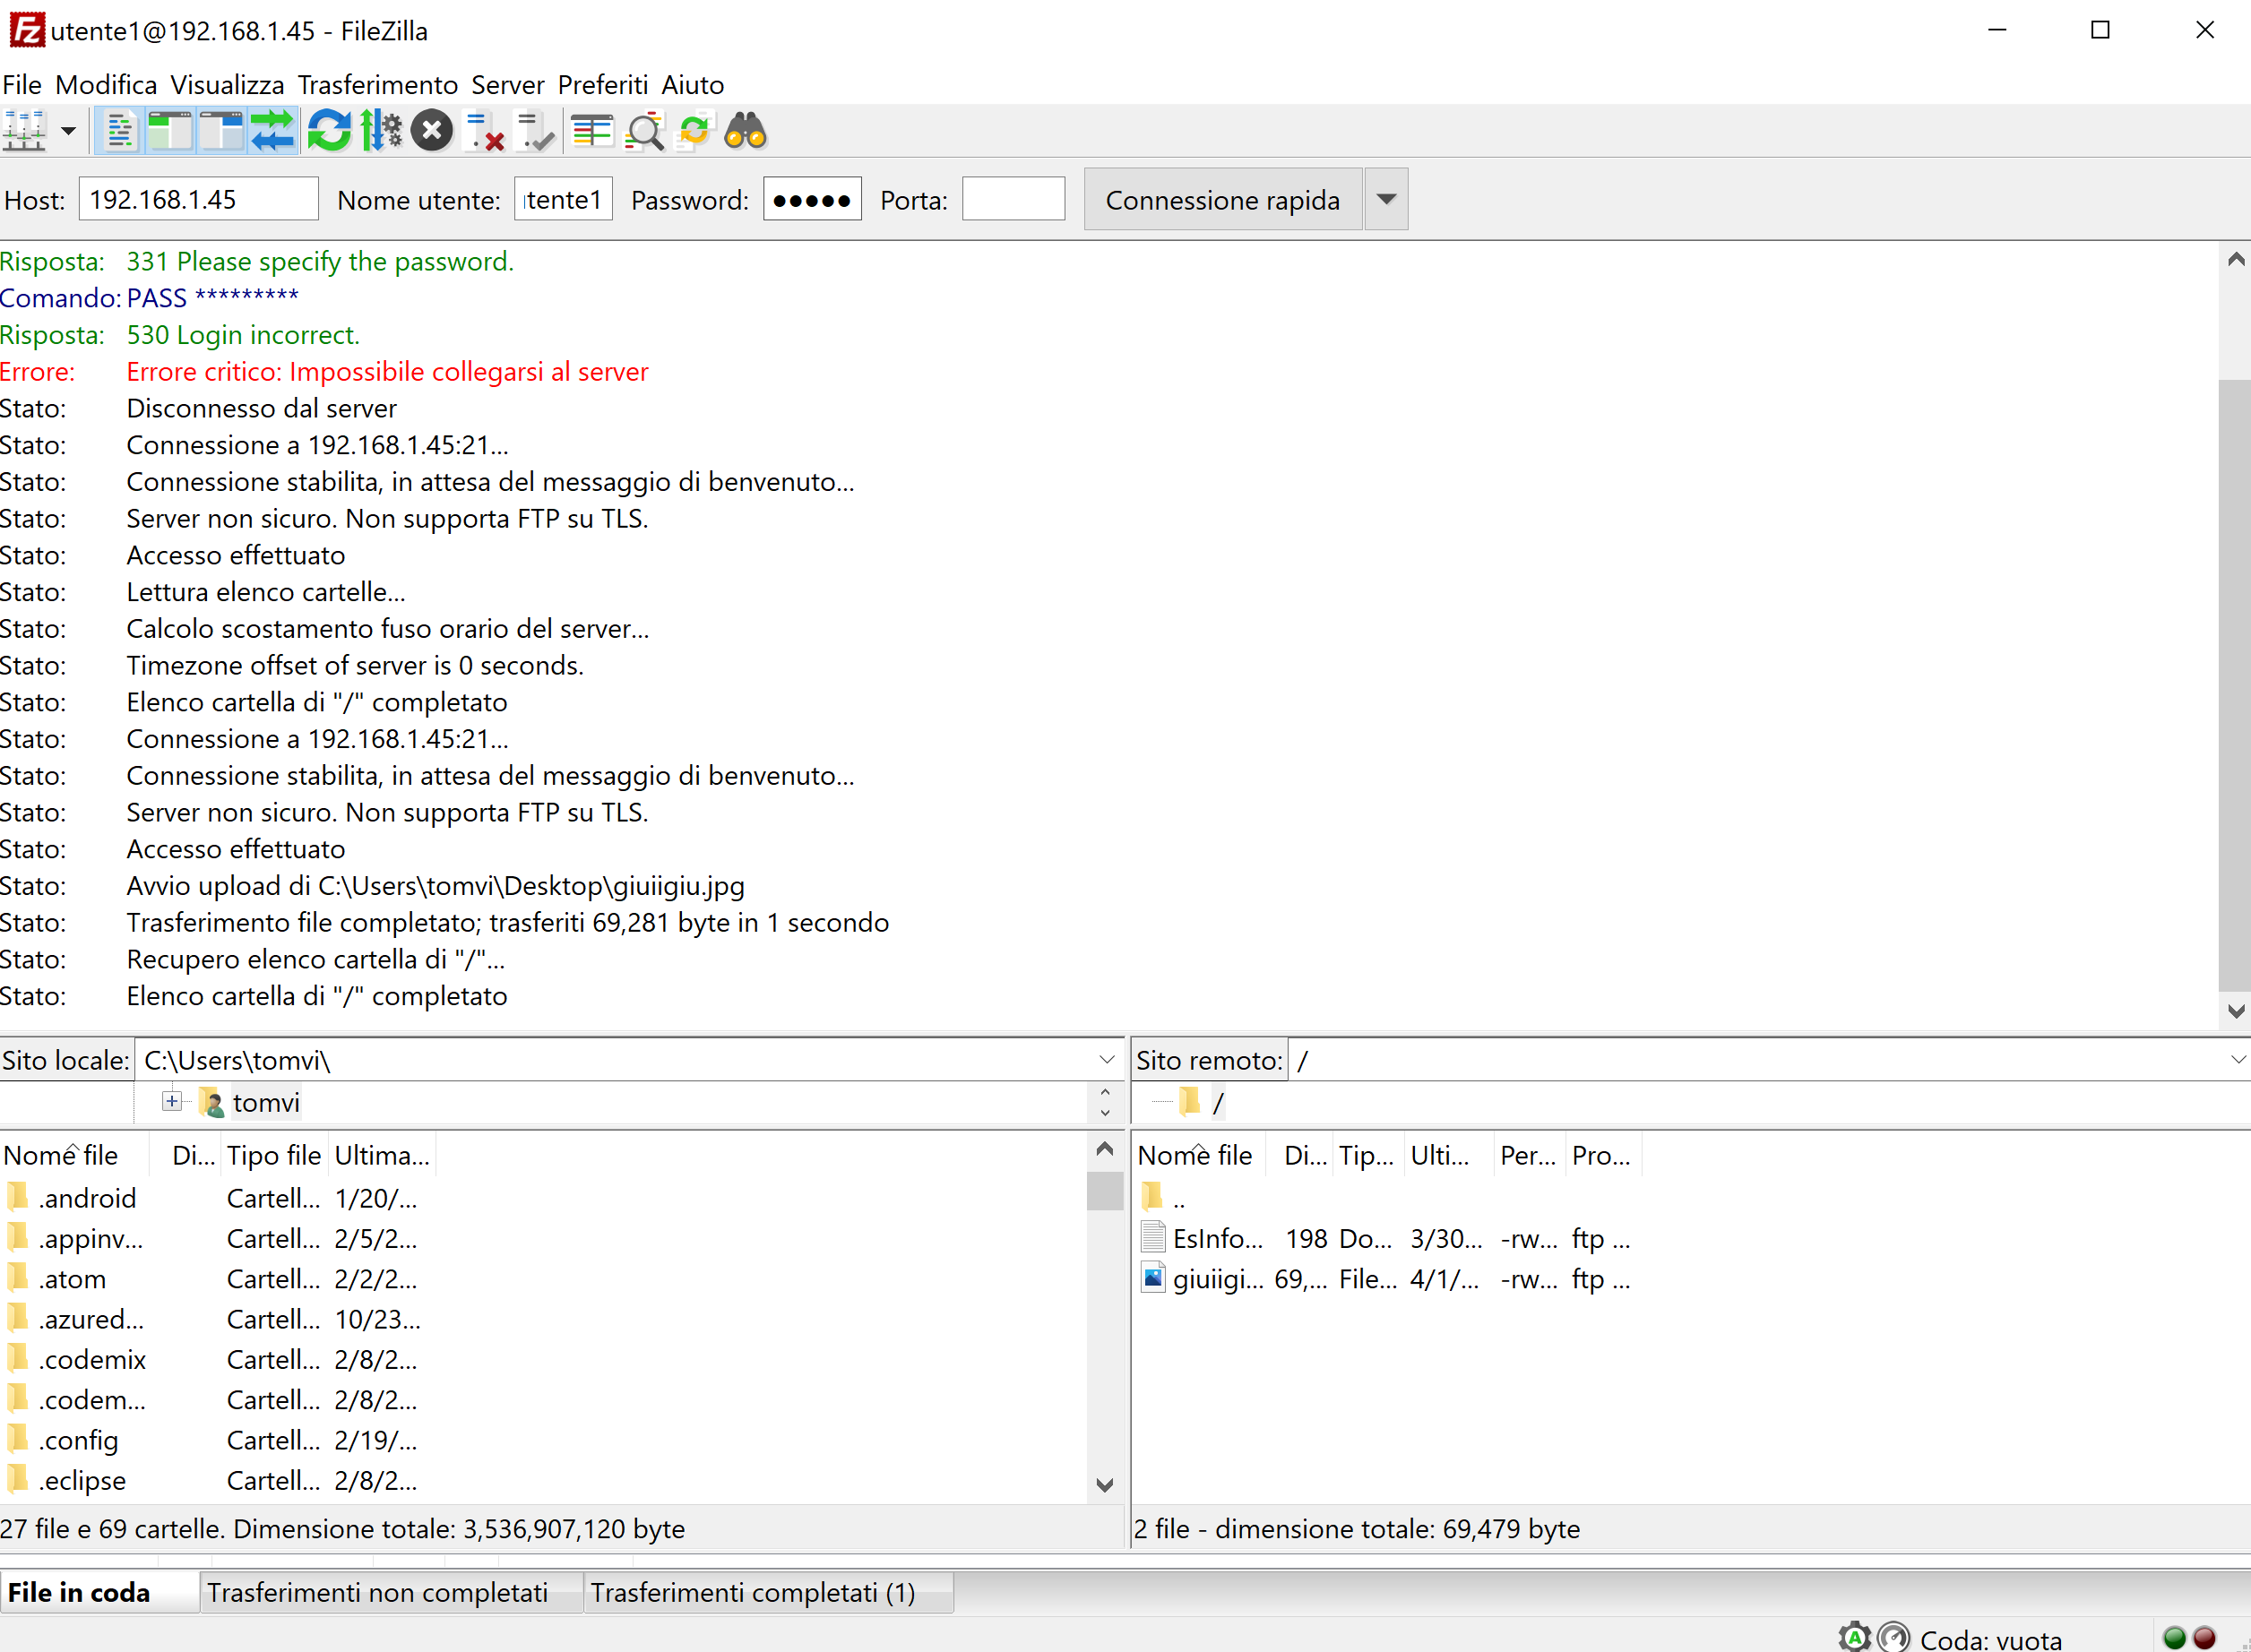 utente1@192.168.1.45 - FileZilla
File Modifica Visualizza Trasferimento Server Preferiti Aiuto
Host: 192.168.1.45 Nome utente: utente1 Password: ●●●●● Porta: Connessione rapida
Risposta: 331 Please specify the password.
Comando: PASS *********
Risposta: 530 Login incorrect.
Errore: Errore critico: Impossibile collegarsi al server
Stato: Disconnesso dal server
Stato: Connessione a 192.168.1.45:21...
Stato: Connessione stabilita, in attesa del messaggio di benvenuto...
Stato: Server non sicuro. Non supporta FTP su TLS.
Stato: Accesso effettuato
Stato: Lettura elenco cartelle...
Stato: Calcolo scostamento fuso orario del server...
Stato: Timezone offset of server is 0 seconds.
Stato: Elenco cartella di "/" completato
Stato: Connessione a 192.168.1.45:21...
Stato: Connessione stabilita, in attesa del messaggio di benvenuto...
Stato: Server non sicuro. Non supporta FTP su TLS.
Stato: Accesso effettuato
Stato: Avvio upload di C:\Users\tomvi\Desktop\giuiigiu.jpg
Stato: Trasferimento file completato; trasferiti 69,281 byte in 1 secondo
Stato: Recupero elenco cartella di "/"...
Stato: Elenco cartella di "/" completato
Sito locale: C:\Users\tomvi\
tomvi
Nome file Di... Tipo file Ultima...
.android Cartell... 1/20/...
.appinv... Cartell... 2/5/2...
.atom Cartell... 2/2/2...
.azured... Cartell... 10/23...
.codemix Cartell... 2/8/2...
.codem... Cartell... 2/8/2...
.config Cartell... 2/19/...
.eclipse Cartell... 2/8/2...
27 file e 69 cartelle. Dimensione totale: 3,536,907,120 byte
Sito remoto: /
/
Nome file Di... Tip... Ulti... Per... Pro...
..
EsInfo... 198 Do... 3/30... -rw... ftp ...
giuiigi... 69,... File... 4/1/... -rw... ftp ...
2 file - dimensione totale: 69,479 byte
File in coda Trasferimenti non completati Trasferimenti completati (1)
Coda: vuota